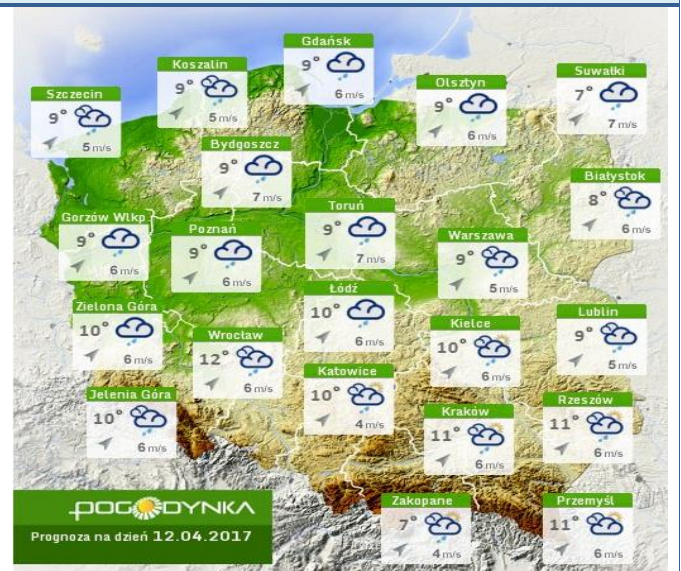 Gdańsk
9°
6 m/s
Koszalin
9°
5 m/s
Suwałki
7°
7 m/s
Olsztyn
9°
6 m/s
Szczecin
9°
5 m/s
Bydgoszcz
9°
7 m/s
Białystok
8°
6 m/s
Toruń
9°
7 m/s
Gorzów Wlkp
9°
6 m/s
Poznań
9°
6 m/s
Warszawa
9°
5 m/s
Łódź
10°
6 m/s
Zielona Góra
10°
6 m/s
Lublin
9°
5 m/s
Kielce
10°
6 m/s
Wrocław
12°
6 m/s
Katowice
10°
4 m/s
Jelenia Góra
10°
6 m/s
Rzeszów
11°
6 m/s
Kraków
11°
6 m/s
Zakopane
7°
4 m/s
Przemyśl
11°
6 m/s
POGODYNKA
Prognoza na dzień 12.04.2017